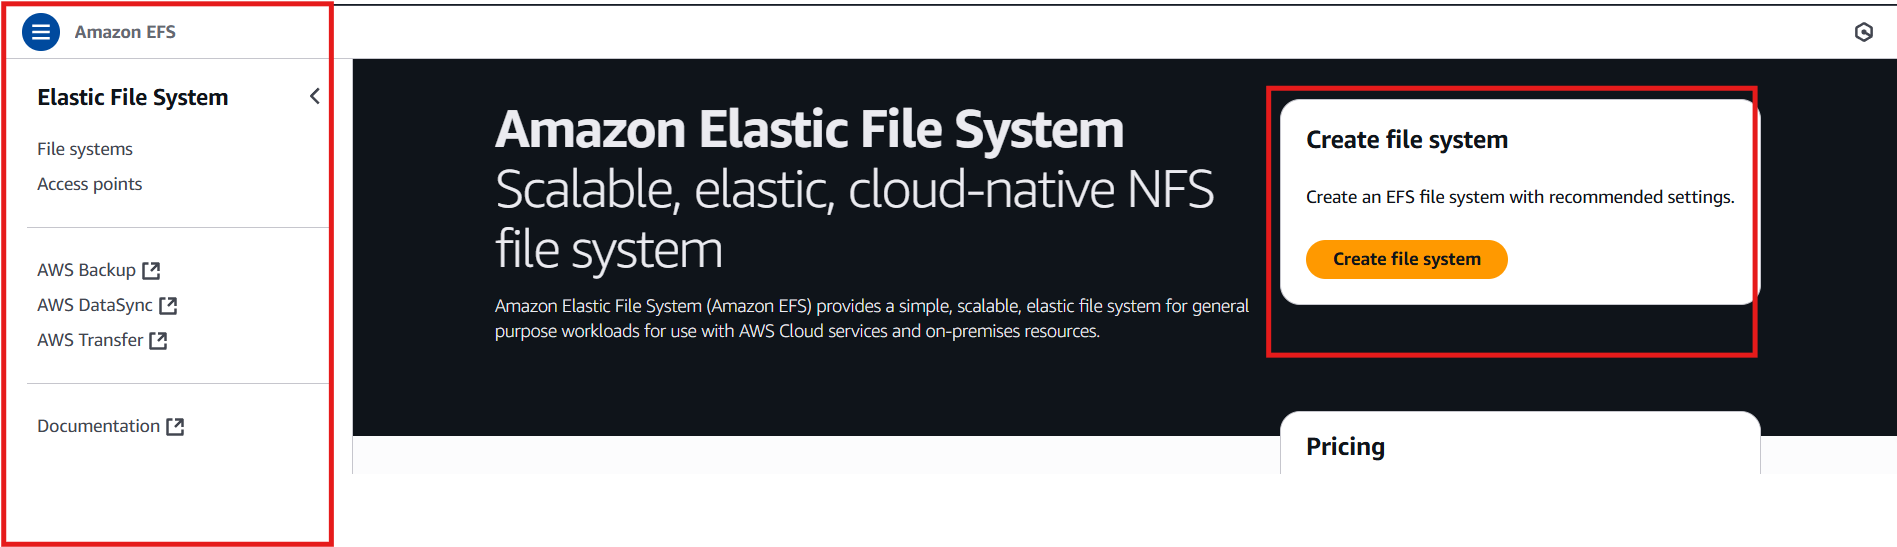 Amazon EFS
Elastic File System
File systems
Access points
AWS Backup
AWS DataSync
AWS Transfer
Documentation
Amazon Elastic File System
Scalable, elastic, cloud-native NFS
file system
Amazon Elastic File System (Amazon EFS) provides a simple, scalable, elastic file system for general
purpose workloads for use with AWS Cloud services and on-premises resources.
Create file system
Create an EFS file system with recommended settings.
Create file system
Pricing